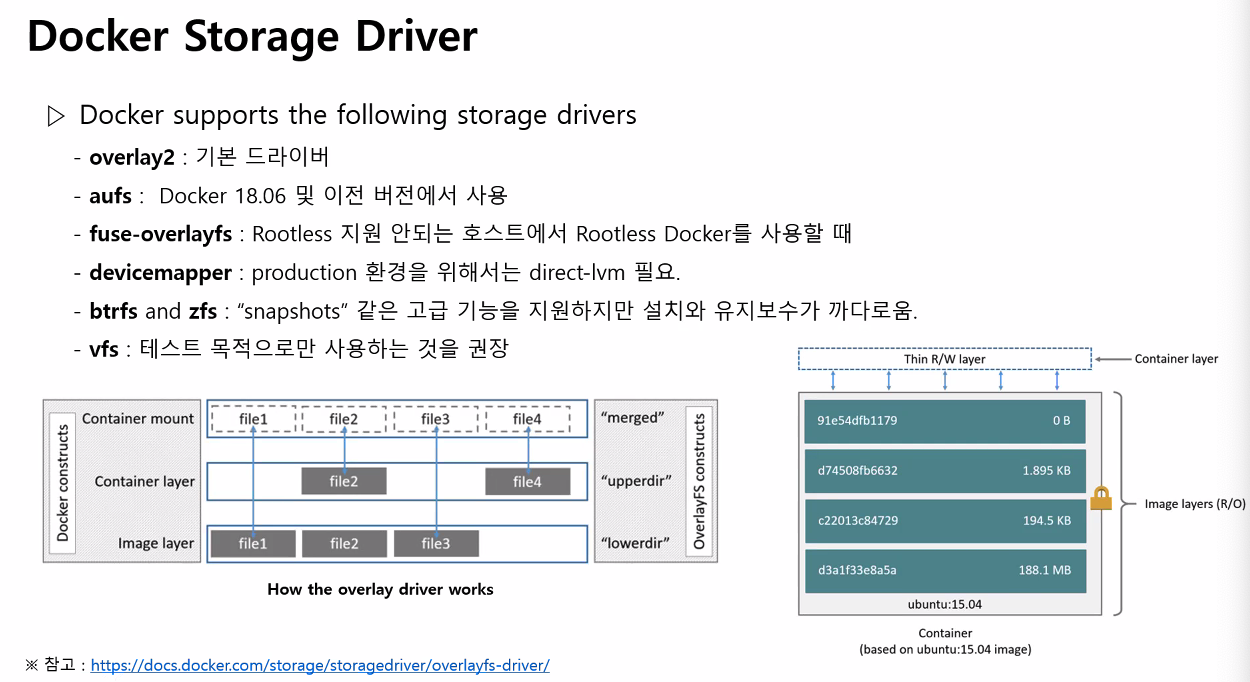 Docker Storage Driver
▷ Docker supports the following storage drivers
- overlay2 : 기본 드라이버
- aufs : Docker 18.06 및 이전 버전에서 사용
- fuse-overlayfs : Rootless 지원 안되는 호스트에서 Rootless Docker를 사용할 때
- devicemapper : production 환경을 위해서는 direct-lvm 필요.
- btrfs and zfs : “snapshots” 같은 고급 기능을 지원하지만 설치와 유지보수가 까다로움.
- vfs : 테스트 목적으로만 사용하는 것을 권장
Docker constructs
Container mount file1 file2 file3 file4 “merged”
Container layer file2 file4 “upperdir”
Image layer file1 file2 file3 “lowerdir”
OverlayFS constructs
How the overlay driver works
Thin R/W layer Container layer
91e54dfb1179 0 B
d74508fb6632 1.895 KB
c22013c84729 194.5 KB
d3a1f33e8a5a 188.1 MB
Image layers (R/O)
ubuntu:15.04
Container
(based on ubuntu:15.04 image)
※ 참고 : https://docs.docker.com/storage/storagedriver/overlayfs-driver/